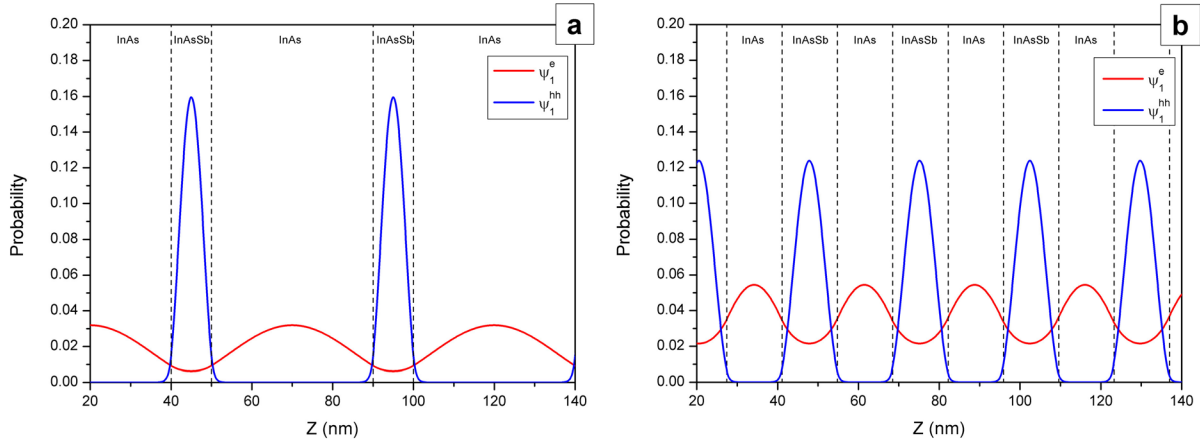 a
InAs InAsSb InAs InAsSb InAs
ψ₁ᵉ
ψ₁ʰʰ
0.20
0.18
0.16
0.14
0.12
0.10
0.08
0.06
0.04
0.02
0.00
Probability
20 40 60 80 100 120 140
Z (nm)
b
InAs InAsSb InAs InAsSb InAs InAsSb InAs
ψ₁ᵉ
ψ₁ʰʰ
0.20
0.18
0.16
0.14
0.12
0.10
0.08
0.06
0.04
0.02
0.00
Probability
20 40 60 80 100 120 140
Z (nm)